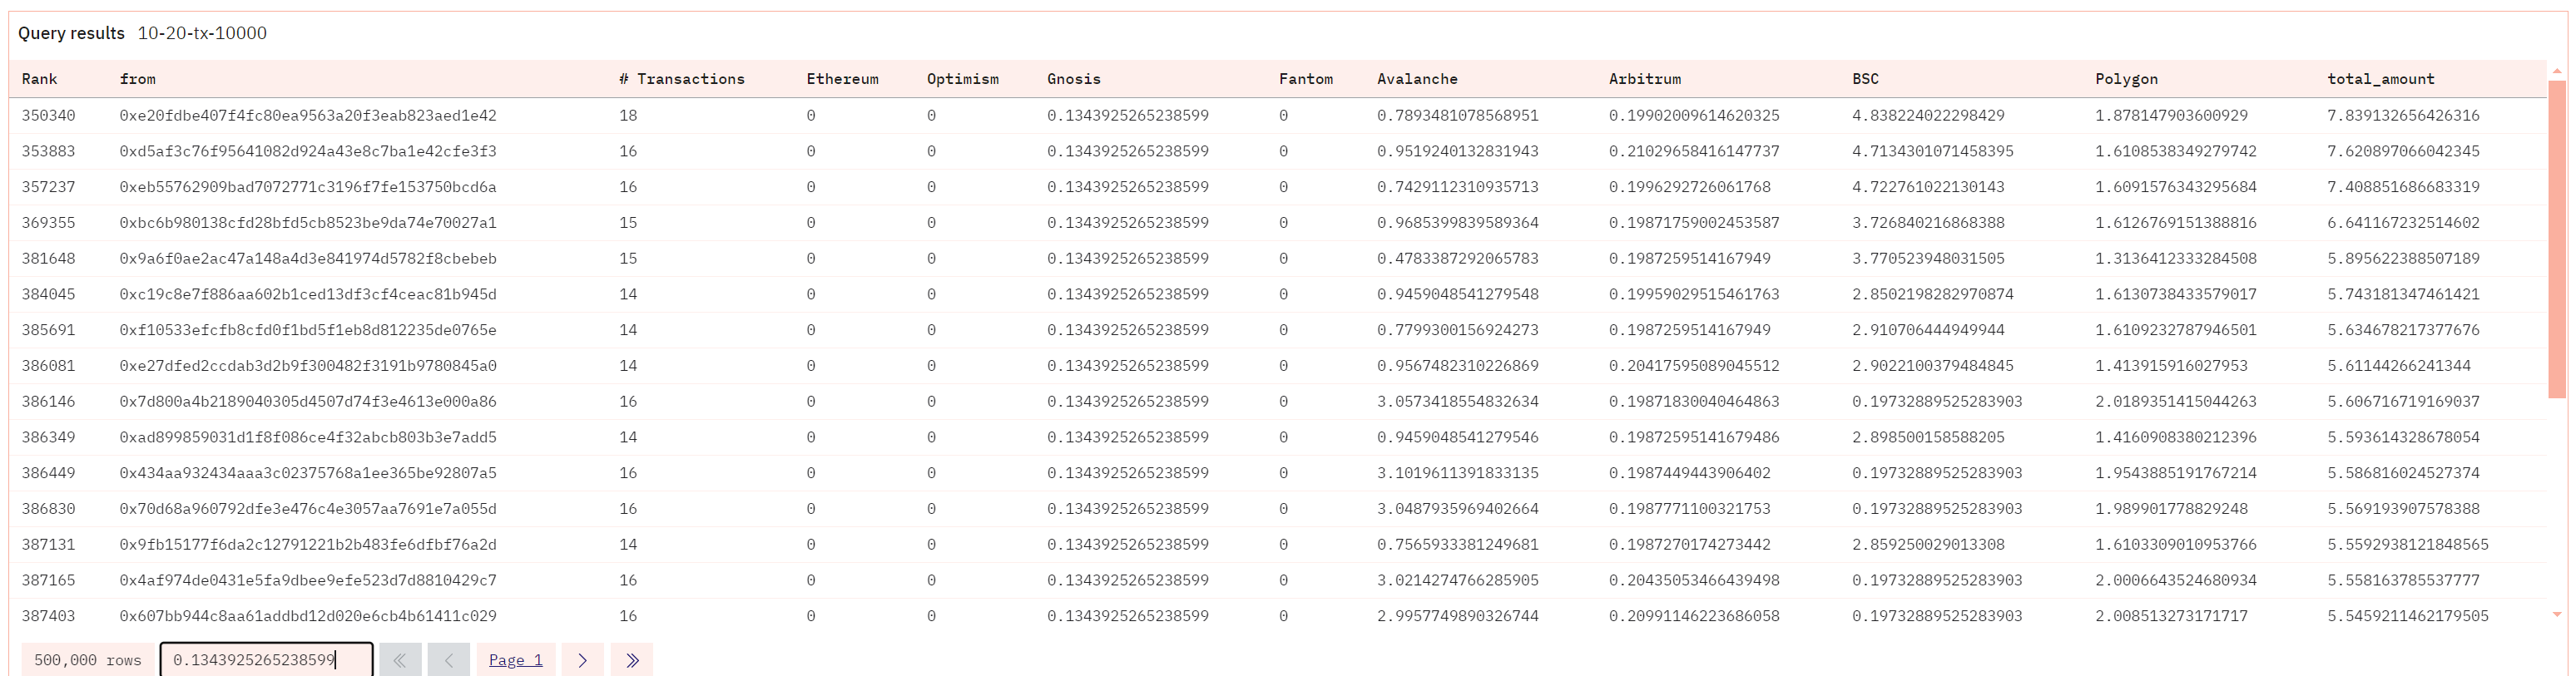 Query results 10-20-tx-10000
Rank from # Transactions Ethereum Optimism Gnosis Fantom Avalanche Arbitrum BSC Polygon total_amount
350340 0xe20fdbe407f4fc80ea9563a20f3eab823aed1e42 18 0 0 0.1343925265238599 0 0.7893481078568951 0.19902009614620325 4.838224022298429 1.878147903600929 7.839132656426316
353883 0xd5af3c76f95641082d924a43e8c7ba1e42cfe3f3 16 0 0 0.1343925265238599 0 0.9519240132831943 0.21029658416147737 4.7134301071458395 1.6108538349279742 7.620897066042345
357237 0xeb55762909bad7072771c3196f7fe153750bcd6a 16 0 0 0.1343925265238599 0 0.7429112310935713 0.1996292726061768 4.722761022130143 1.6091576343295684 7.408851686683319
369355 0xbc6b980138cfd28bfd5cb8523be9da74e70027a1 15 0 0 0.1343925265238599 0 0.9685399839589364 0.19871759002453587 3.726840216868388 1.6126769151388816 6.641167232514602
381648 0x9a6f0ae2ac47a148a4d3e841974d5782f8cbebeb 15 0 0 0.1343925265238599 0 0.4783387292065783 0.1987259514167949 3.770523948031505 1.3136412333284508 5.895622388507189
384045 0xc19c8e7f886aa602b1ced13df3cf4ceac81b945d 14 0 0 0.1343925265238599 0 0.9459048541279548 0.19959029515461763 2.8502198282970874 1.6130738433579017 5.743181347461421
385691 0xf10533efcfb8cfd0f1bd5f1eb8d812235de0765e 14 0 0 0.1343925265238599 0 0.7799300156924273 0.1987259514167949 2.910706444949944 1.6109232787946501 5.634678217377676
386081 0xe27dfed2ccdab3d2b9f300482f3191b9780845a0 14 0 0 0.1343925265238599 0 0.9567482310226869 0.20417595089045512 2.9022100379484845 1.413915916027953 5.61144266241344
386146 0x7d800a4b2189040305d4507d74f3e4613e000a86 16 0 0 0.1343925265238599 0 3.0573418554832634 0.19871830040464863 0.19732889525283903 2.0189351415044263 5.606716719169037
386349 0xad899859031d1f8f086ce4f32abcb803b3e7add5 14 0 0 0.1343925265238599 0 0.9459048541279546 0.19872595141679486 2.898500158588205 1.4160908380212396 5.593614328678054
386449 0x434aa932434aaa3c02375768a1ee365be92807a5 16 0 0 0.1343925265238599 0 3.1019611391833135 0.1987449443906402 0.19732889525283903 1.9543885191767214 5.586816024527374
386830 0x70d68a960792dfe3e476c4e3057aa7691e7a055d 16 0 0 0.1343925265238599 0 3.0487935969402664 0.1987771100321753 0.19732889525283903 1.989901778829248 5.569193907578388
387131 0x9fb15177f6da2c12791221b2b483fe6dfbf76a2d 14 0 0 0.1343925265238599 0 0.7565933381249681 0.1987270174273442 2.859250029013308 1.6103309010953766 5.5592938121848565
387165 0x4af974de0431e5fa9dbee9efe523d7d8810429c7 16 0 0 0.1343925265238599 0 3.0214274766285905 0.20435053466439498 0.19732889525283903 2.0006643524680934 5.558163785537777
387403 0x607bb944c8aa61addbd12d020e6cb4b61411c029 16 0 0 0.1343925265238599 0 2.9957749890326744 0.20991146223686058 0.19732889525283903 2.008513273171717 5.5459211462179505
500,000 rows 0.1343925265238599 Page 1